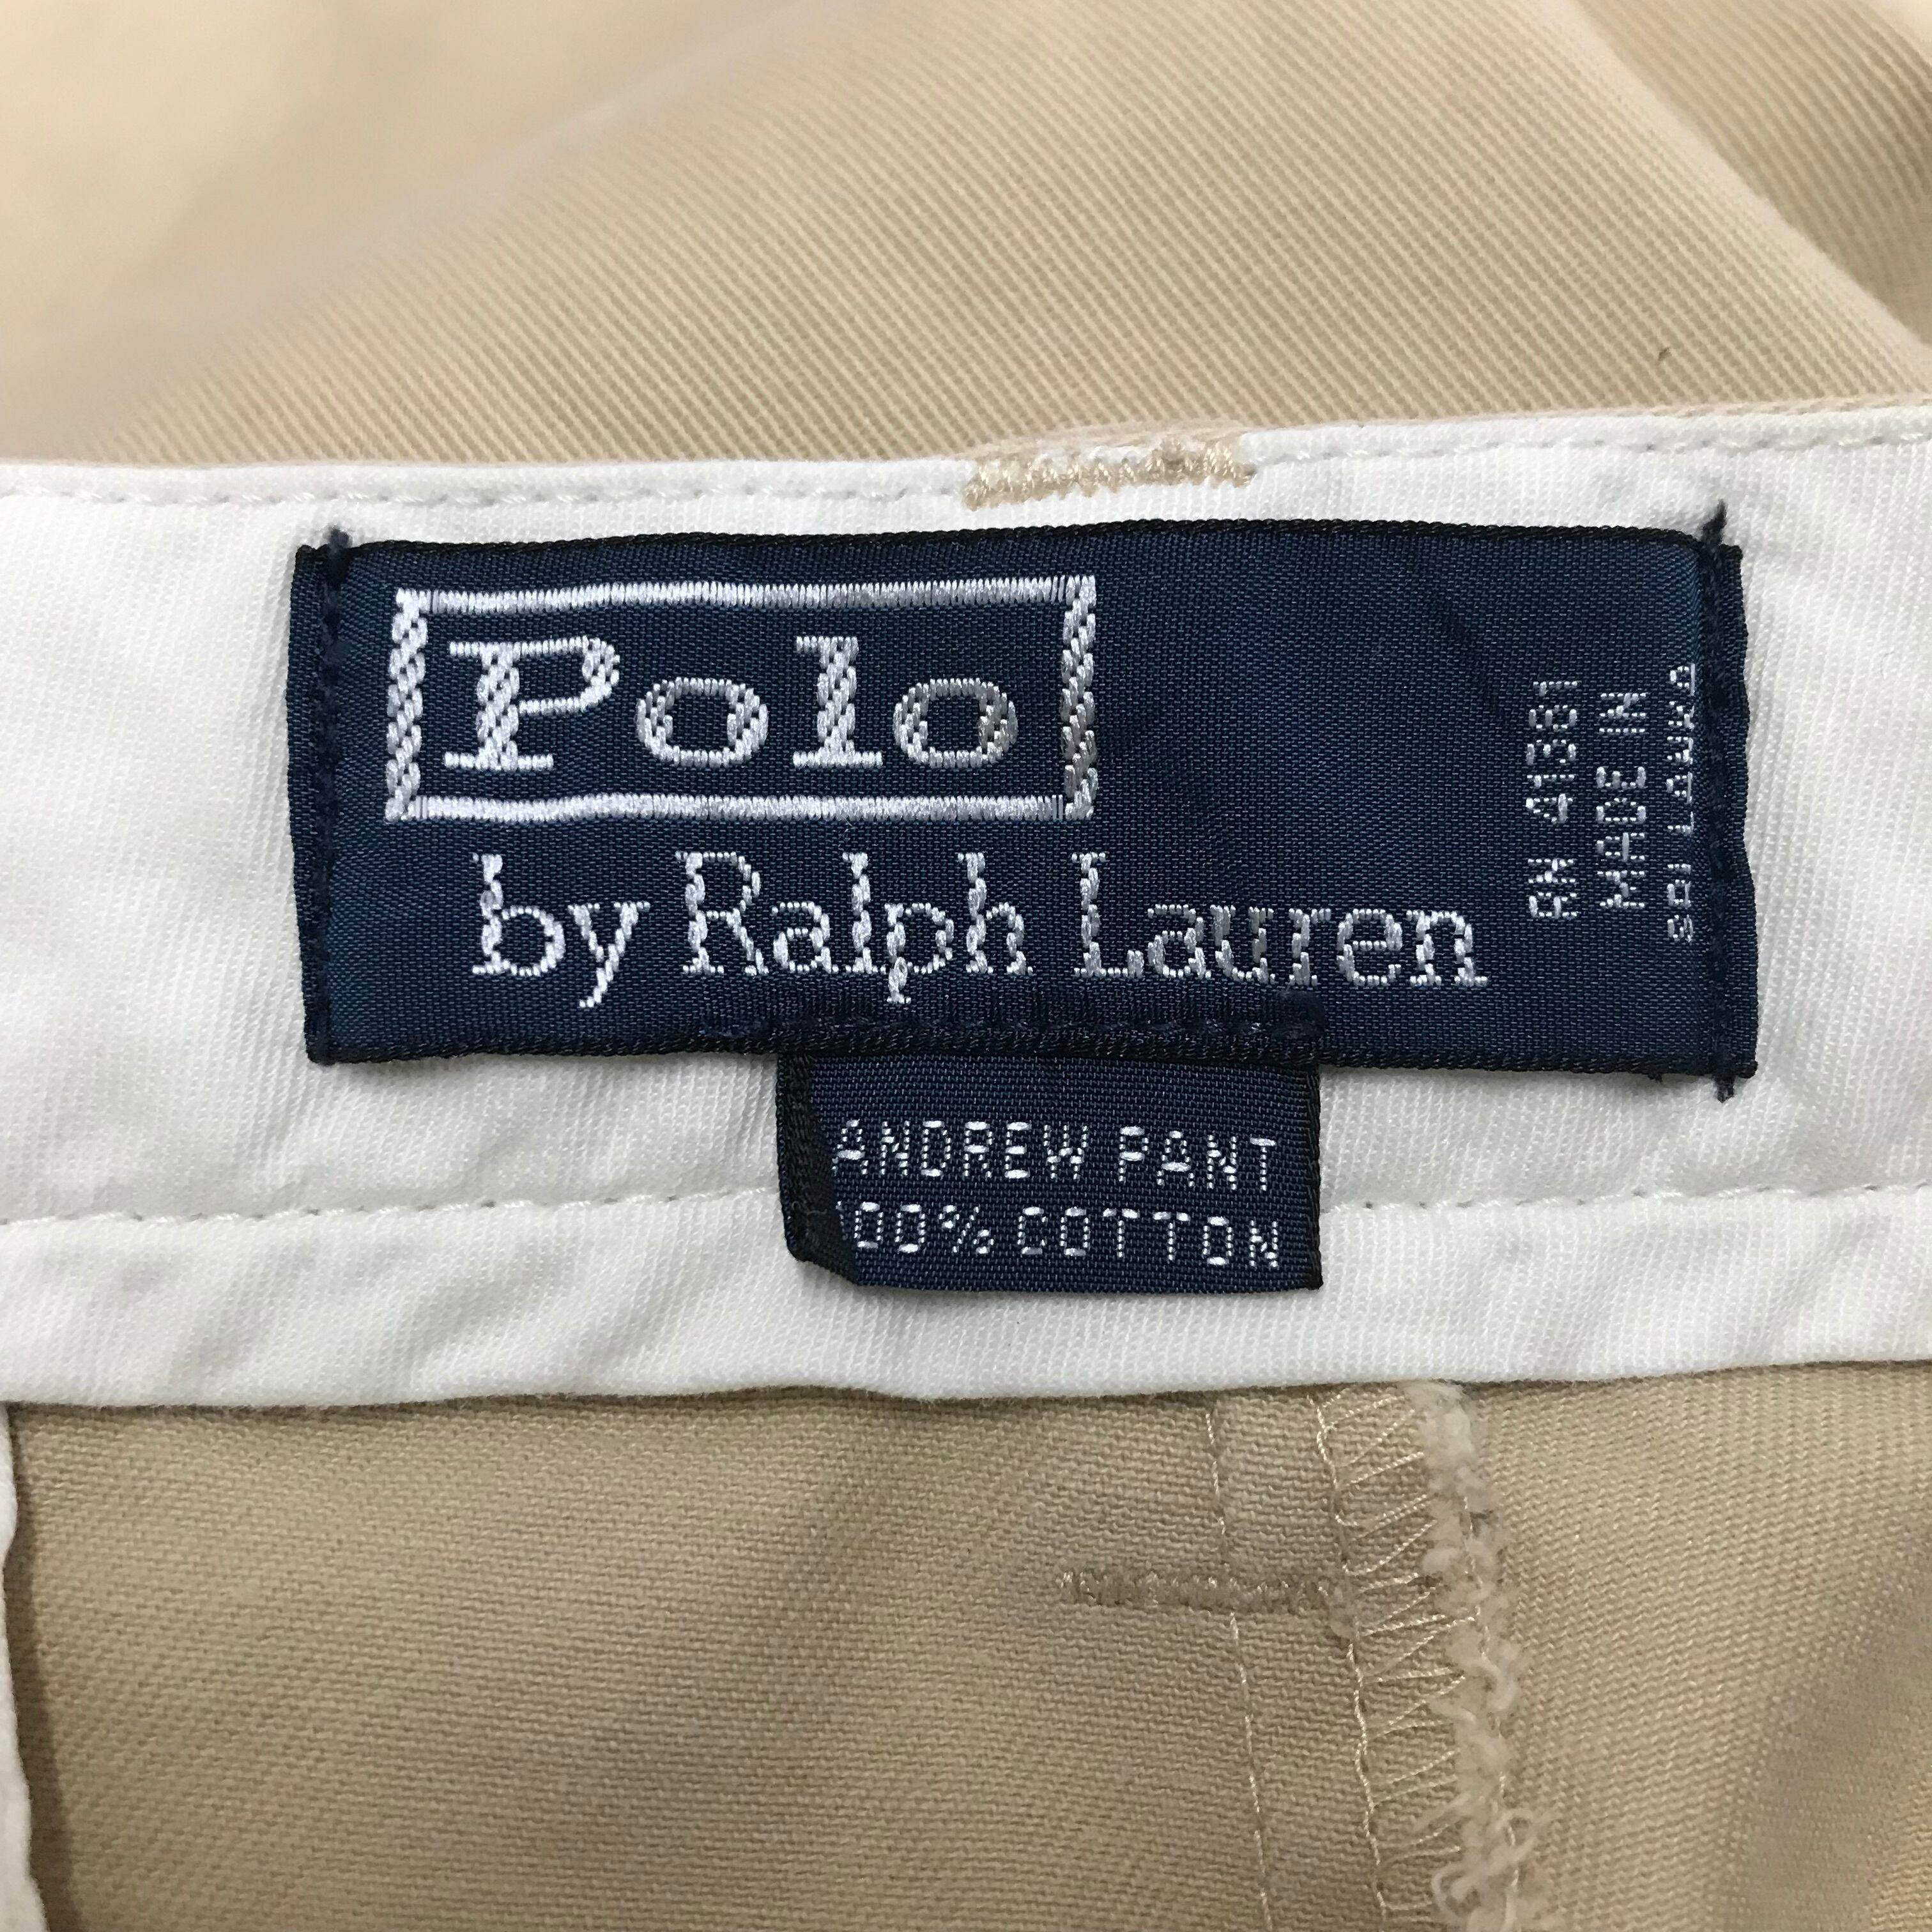 Polo
by Ralph Lauren
RN 41381
MADE IN
SRI LANKA
ANDREW PANT
100% COTTON